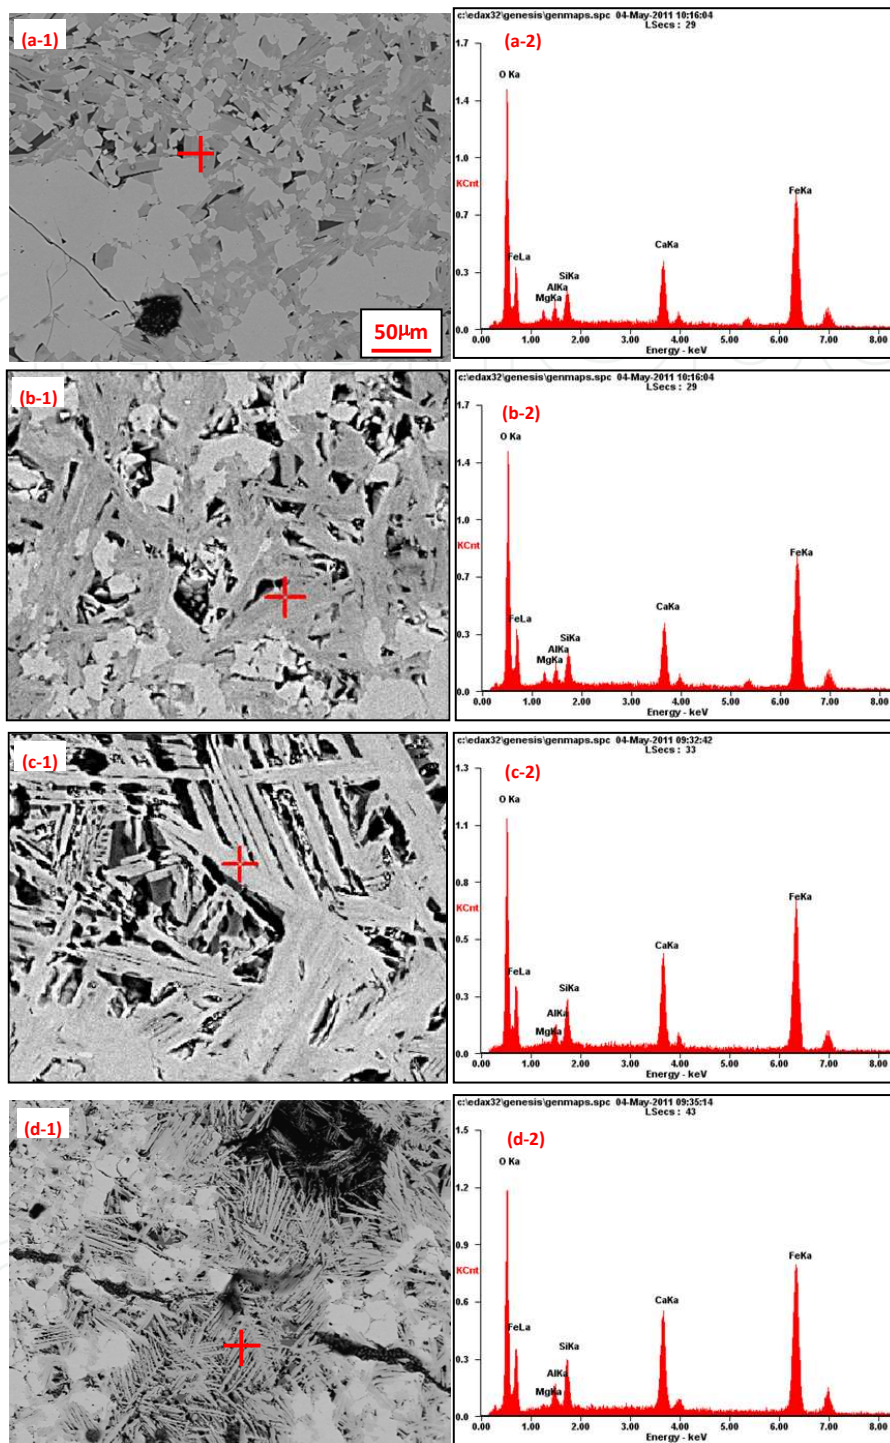 (a-1)
50µm
c:\edax32\genesis\genmaps.spc 04-May-2011 10:16:04
LSecs : 29
(a-2)
1.7
1.4
1.0
0.7
0.3
0.0
KCnt
O Ka
FeLa
MgKa
AlKa
SiKa
CaKa
FeKa
0.00 1.00 2.00 3.00 4.00 5.00 6.00 7.00 8.00
Energy - keV
(b-1)
c:\edax32\genesis\genmaps.spc 04-May-2011 10:16:04
LSecs : 29
(b-2)
1.7
1.4
1.0
0.7
0.3
0.0
KCnt
O Ka
FeLa
MgKa
AlKa
SiKa
CaKa
FeKa
0.00 1.00 2.00 3.00 4.00 5.00 6.00 7.00 8.00
Energy - keV
(c-1)
c:\edax32\genesis\genmaps.spc 04-May-2011 09:32:42
LSecs : 33
(c-2)
1.3
1.1
0.8
0.5
0.3
0.0
KCnt
O Ka
FeLa
MgKa
AlKa
SiKa
CaKa
FeKa
0.00 1.00 2.00 3.00 4.00 5.00 6.00 7.00 8.00
Energy - keV
(d-1)
c:\edax32\genesis\genmaps.spc 04-May-2011 09:35:14
LSecs : 43
(d-2)
1.5
1.2
0.9
0.6
0.3
0.0
KCnt
O Ka
FeLa
MgKa
AlKa
SiKa
CaKa
FeKa
0.00 1.00 2.00 3.00 4.00 5.00 6.00 7.00 8.00
Energy - keV